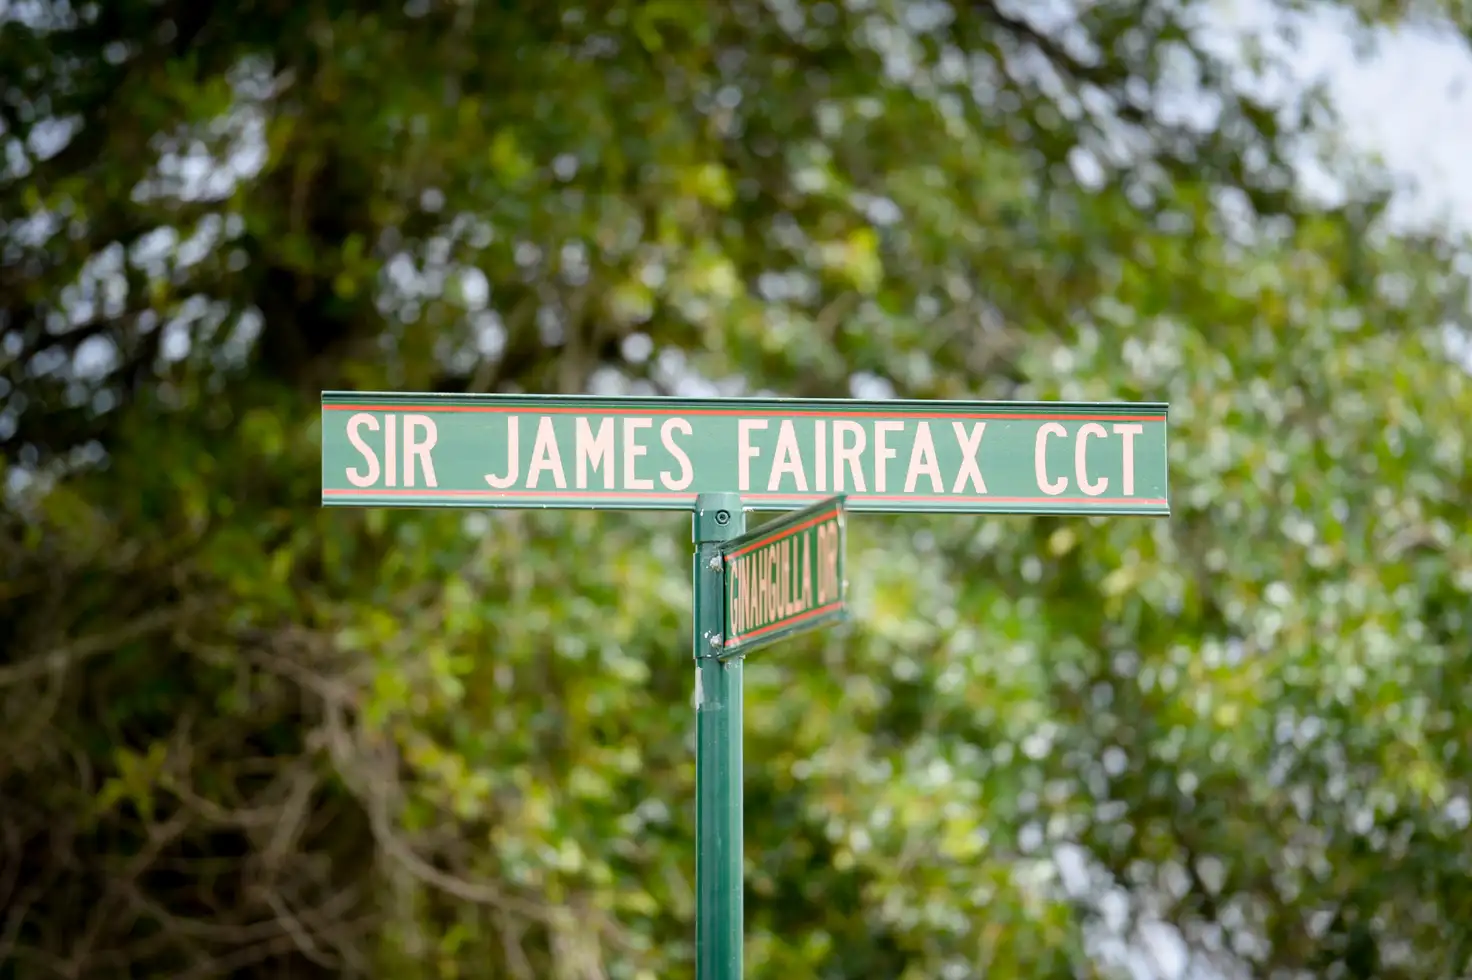 SIR JAMES FAIRFAX CCT
GINAHGULLA DR